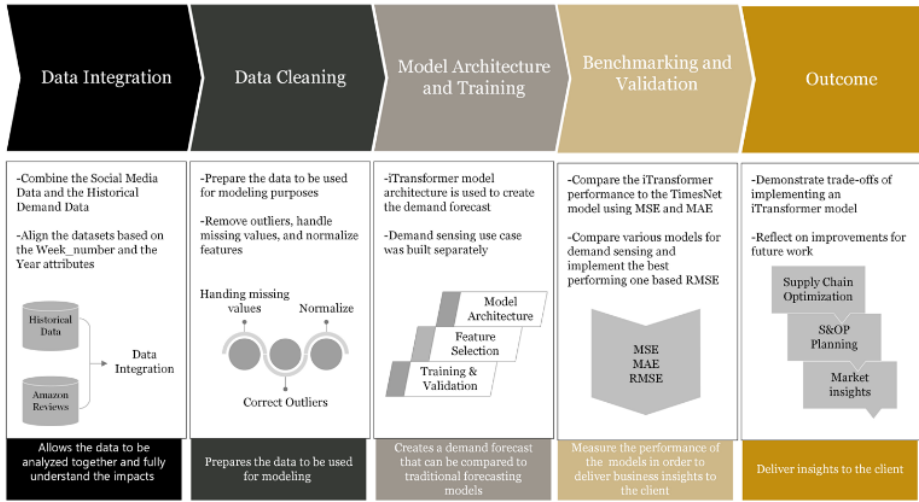 Data Integration
Data Cleaning
Model Architecture
and Training
Benchmarking and
Validation
Outcome
-Combine the Social Media
Data and the Historical
Demand Data
-Align the datasets based on
the Week_number and the
Year attributes
Historical
Data
Amazon
Reviews
Data
Integration
-Prepare the data to be used
for modeling purposes
-Remove outliers, handle
missing values, and normalize
features
Handing missing
values
Normalize
Correct Outliers
-iTransformer model
architecture is used to create
the demand forecast
-Demand sensing use case
was built separately
Model
Architecture
Feature
Selection
Training &
Validation
-Compare the iTransformer
performance to the TimesNet
model using MSE and MAE
-Compare various models for
demand sensing and
implement the best
performing one based RMSE
MSE
MAE
RMSE
-Demonstrate trade-offs of
implementing an
iTransformer model
-Reflect on improvements for
future work
Supply Chain
Optimization
S&OP
Planning
Market
insights
Allows the data to be
analyzed together and fully
understand the impacts
Prepares the data to be used
for modeling
Creates a demand forecast
that can be compared to
traditional forecasting
models
Measure the performance of
the models in order to
deliver business insights to
the client
Deliver insights to the client